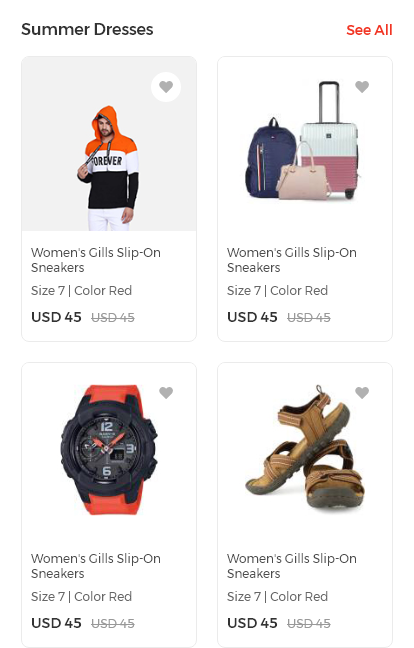 Summer Dresses
See All
FOREVER
Women's Gills Slip-On
Sneakers
Size 7 | Color Red
USD 45 USD 45
Women's Gills Slip-On
Sneakers
Size 7 | Color Red
USD 45 USD 45
12
6
Women's Gills Slip-On
Sneakers
Size 7 | Color Red
USD 45 USD 45
Women's Gills Slip-On
Sneakers
Size 7 | Color Red
USD 45 USD 45